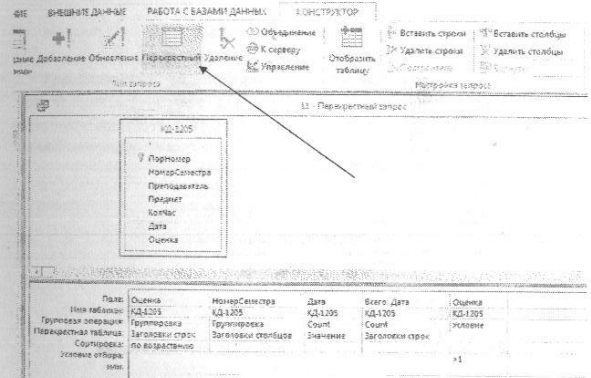 ФИЕ ВНЕШНИЕ ДАННЫЕ РАБОТА С БАЗАМИ ДАННЫХ КОНСТРУКТОР
Объединение
К серверу
Управление
Добавление Обновление Перекрестный Удаление
Отобразить таблицу
Вставить строки
Удалить строки
Вставить столбцы
Удалить столбцы
Тип запроса
Настройка запроса
11 - Перекрестный запрос
КД-1205
*
ПорНомер
НомерСеместра
Преподаватель
Предмет
КолЧас
Дата
Оценка
Поле: Оценка НомерСеместра Дата Всего: Дата Оценка
Имя таблицы: КД-1205 КД-1205 КД-1205 КД-1205 КД-1205
Групповая операция: Группировка Группировка Count Count Условие
Перекрестная таблица: Заголовки строк Заголовки столбцов Значение Заголовки строк
Сортировка: по возрастанию
Условие отбора: >1
или: